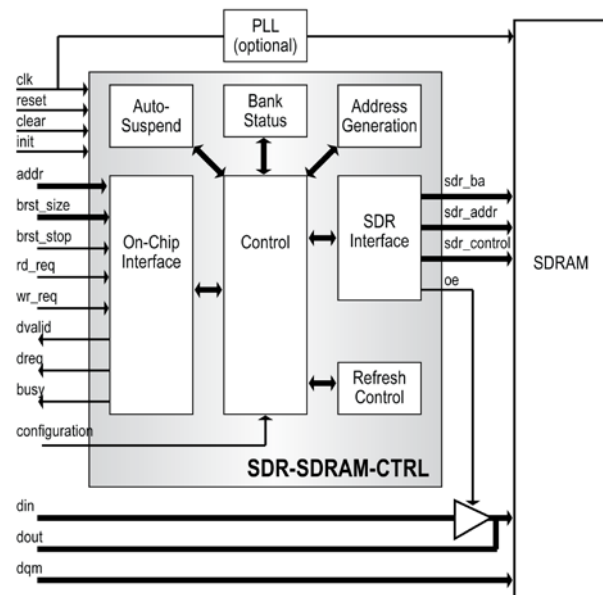 PLL
(optional)
clk
reset
clear
init
addr
brst_size
brst_stop
rd_req
wr_req
dvalid
dreq
busy
configuration
Auto-
Suspend
Bank
Status
Address
Generation
On-Chip
Interface
Control
SDR
Interface
Refresh
Control
SDR-SDRAM-CTRL
sdr_ba
sdr_addr
sdr_control
oe
SDRAM
din
dout
dqm